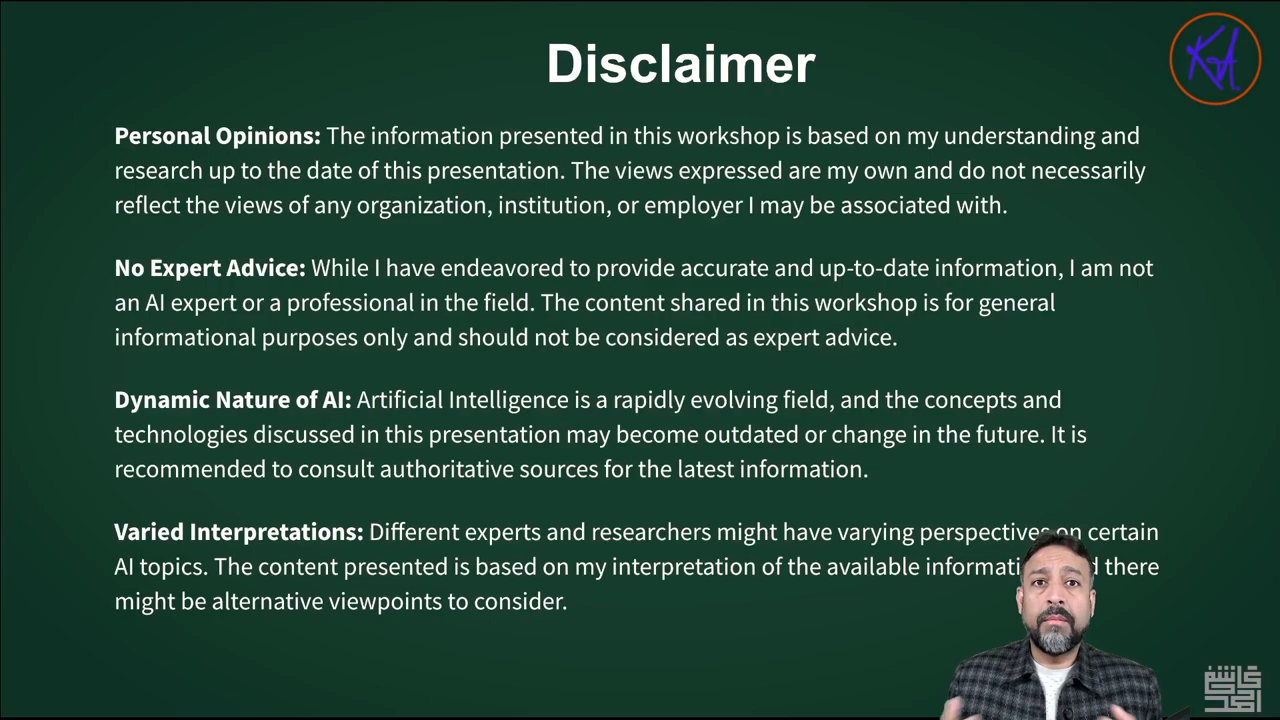 Disclaimer
KA
Personal Opinions: The information presented in this workshop is based on my understanding and
research up to the date of this presentation. The views expressed are my own and do not necessarily
reflect the views of any organization, institution, or employer I may be associated with.
No Expert Advice: While I have endeavored to provide accurate and up-to-date information, I am not
an AI expert or a professional in the field. The content shared in this workshop is for general
informational purposes only and should not be considered as expert advice.
Dynamic Nature of AI: Artificial Intelligence is a rapidly evolving field, and the concepts and
technologies discussed in this presentation may become outdated or change in the future. It is
recommended to consult authoritative sources for the latest information.
Varied Interpretations: Different experts and researchers might have varying perspectives on certain
AI topics. The content presented is based on my interpretation of the available there
might be alternative viewpoints to consider.